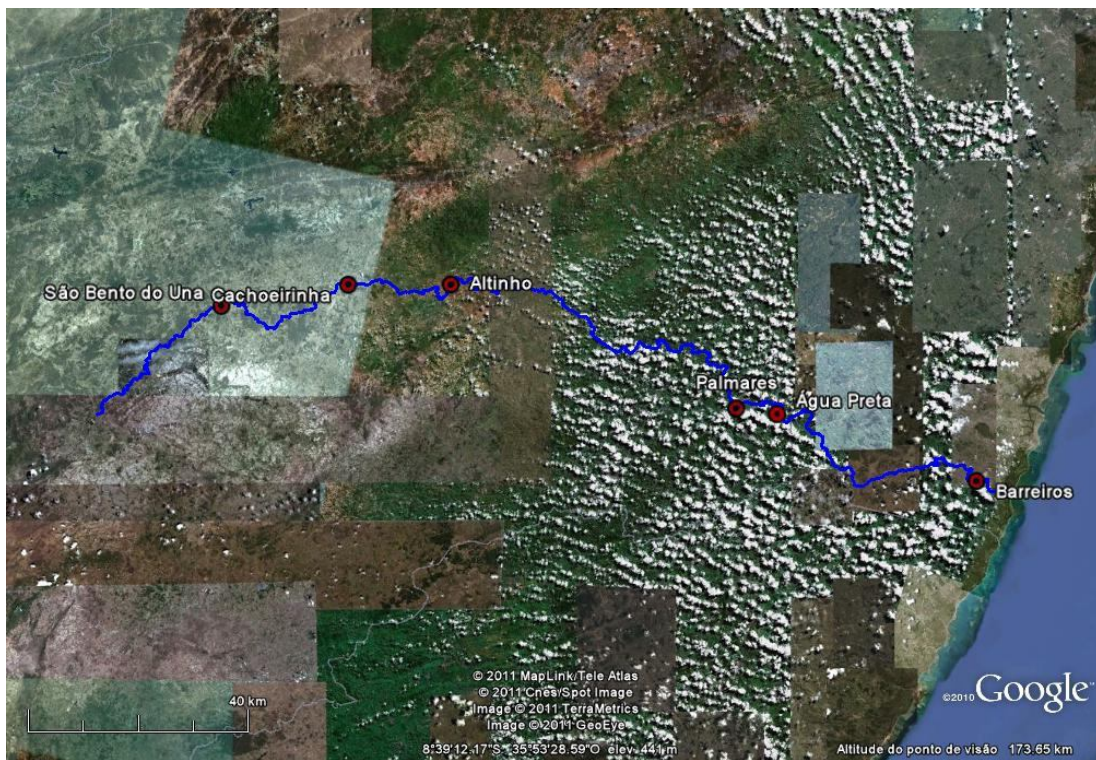 São Bento do Una
Cachoeirinha
Altinho
Palmares
Água Preta
Barreiros
40 km
© 2011 MapLink/Tele Atlas
© 2011 Cnes/Spot Image
Image © 2011 TerraMetrics
Image © 2011 GeoEye
©2010 Google™
8°39'12.17"S 35°53'28.59"O elev 441 m
Altitude do ponto de visão 173.65 km